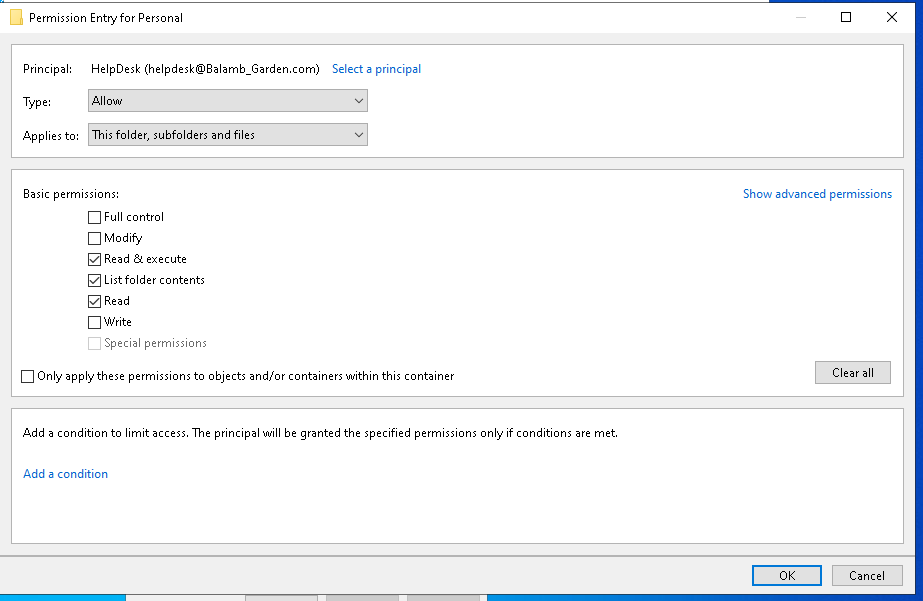 Permission Entry for Personal
Principal: HelpDesk (helpdesk@Balamb_Garden.com) Select a principal
Type: Allow
Applies to: This folder, subfolders and files
Basic permissions: Show advanced permissions
Full control
Modify
Read & execute
List folder contents
Read
Write
Special permissions
Only apply these permissions to objects and/or containers within this container Clear all
Add a condition to limit access. The principal will be granted the specified permissions only if conditions are met.
Add a condition
OK Cancel